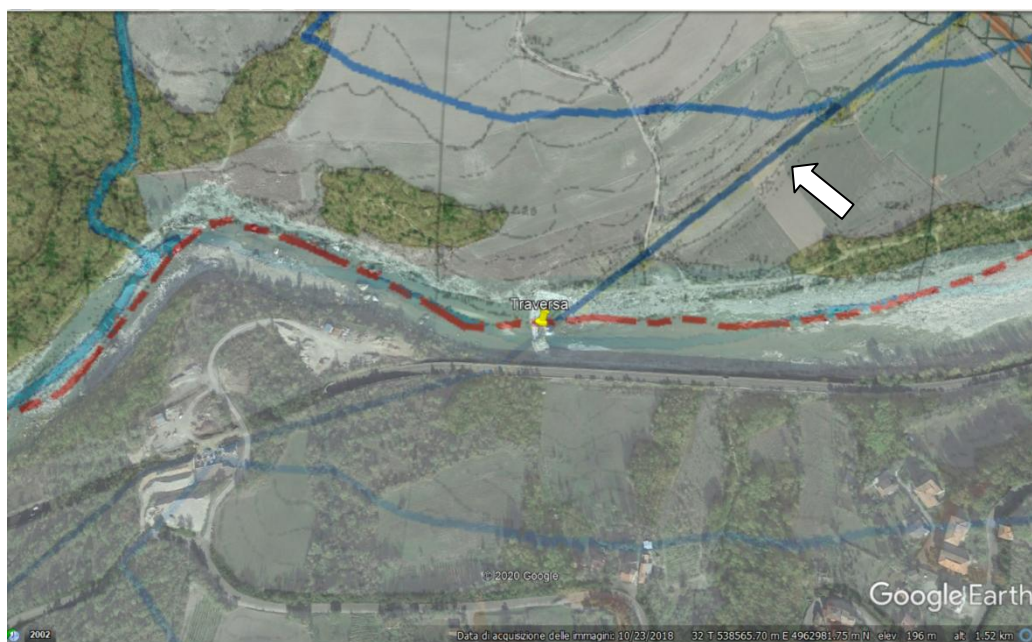 Traversa
© 2020 Google
Google Earth
2002
Data di acquisizione delle immagini: 10/23/2018 32 T 538565.70 m E 4962981.75 m N elev 196 m alt 1.52 km